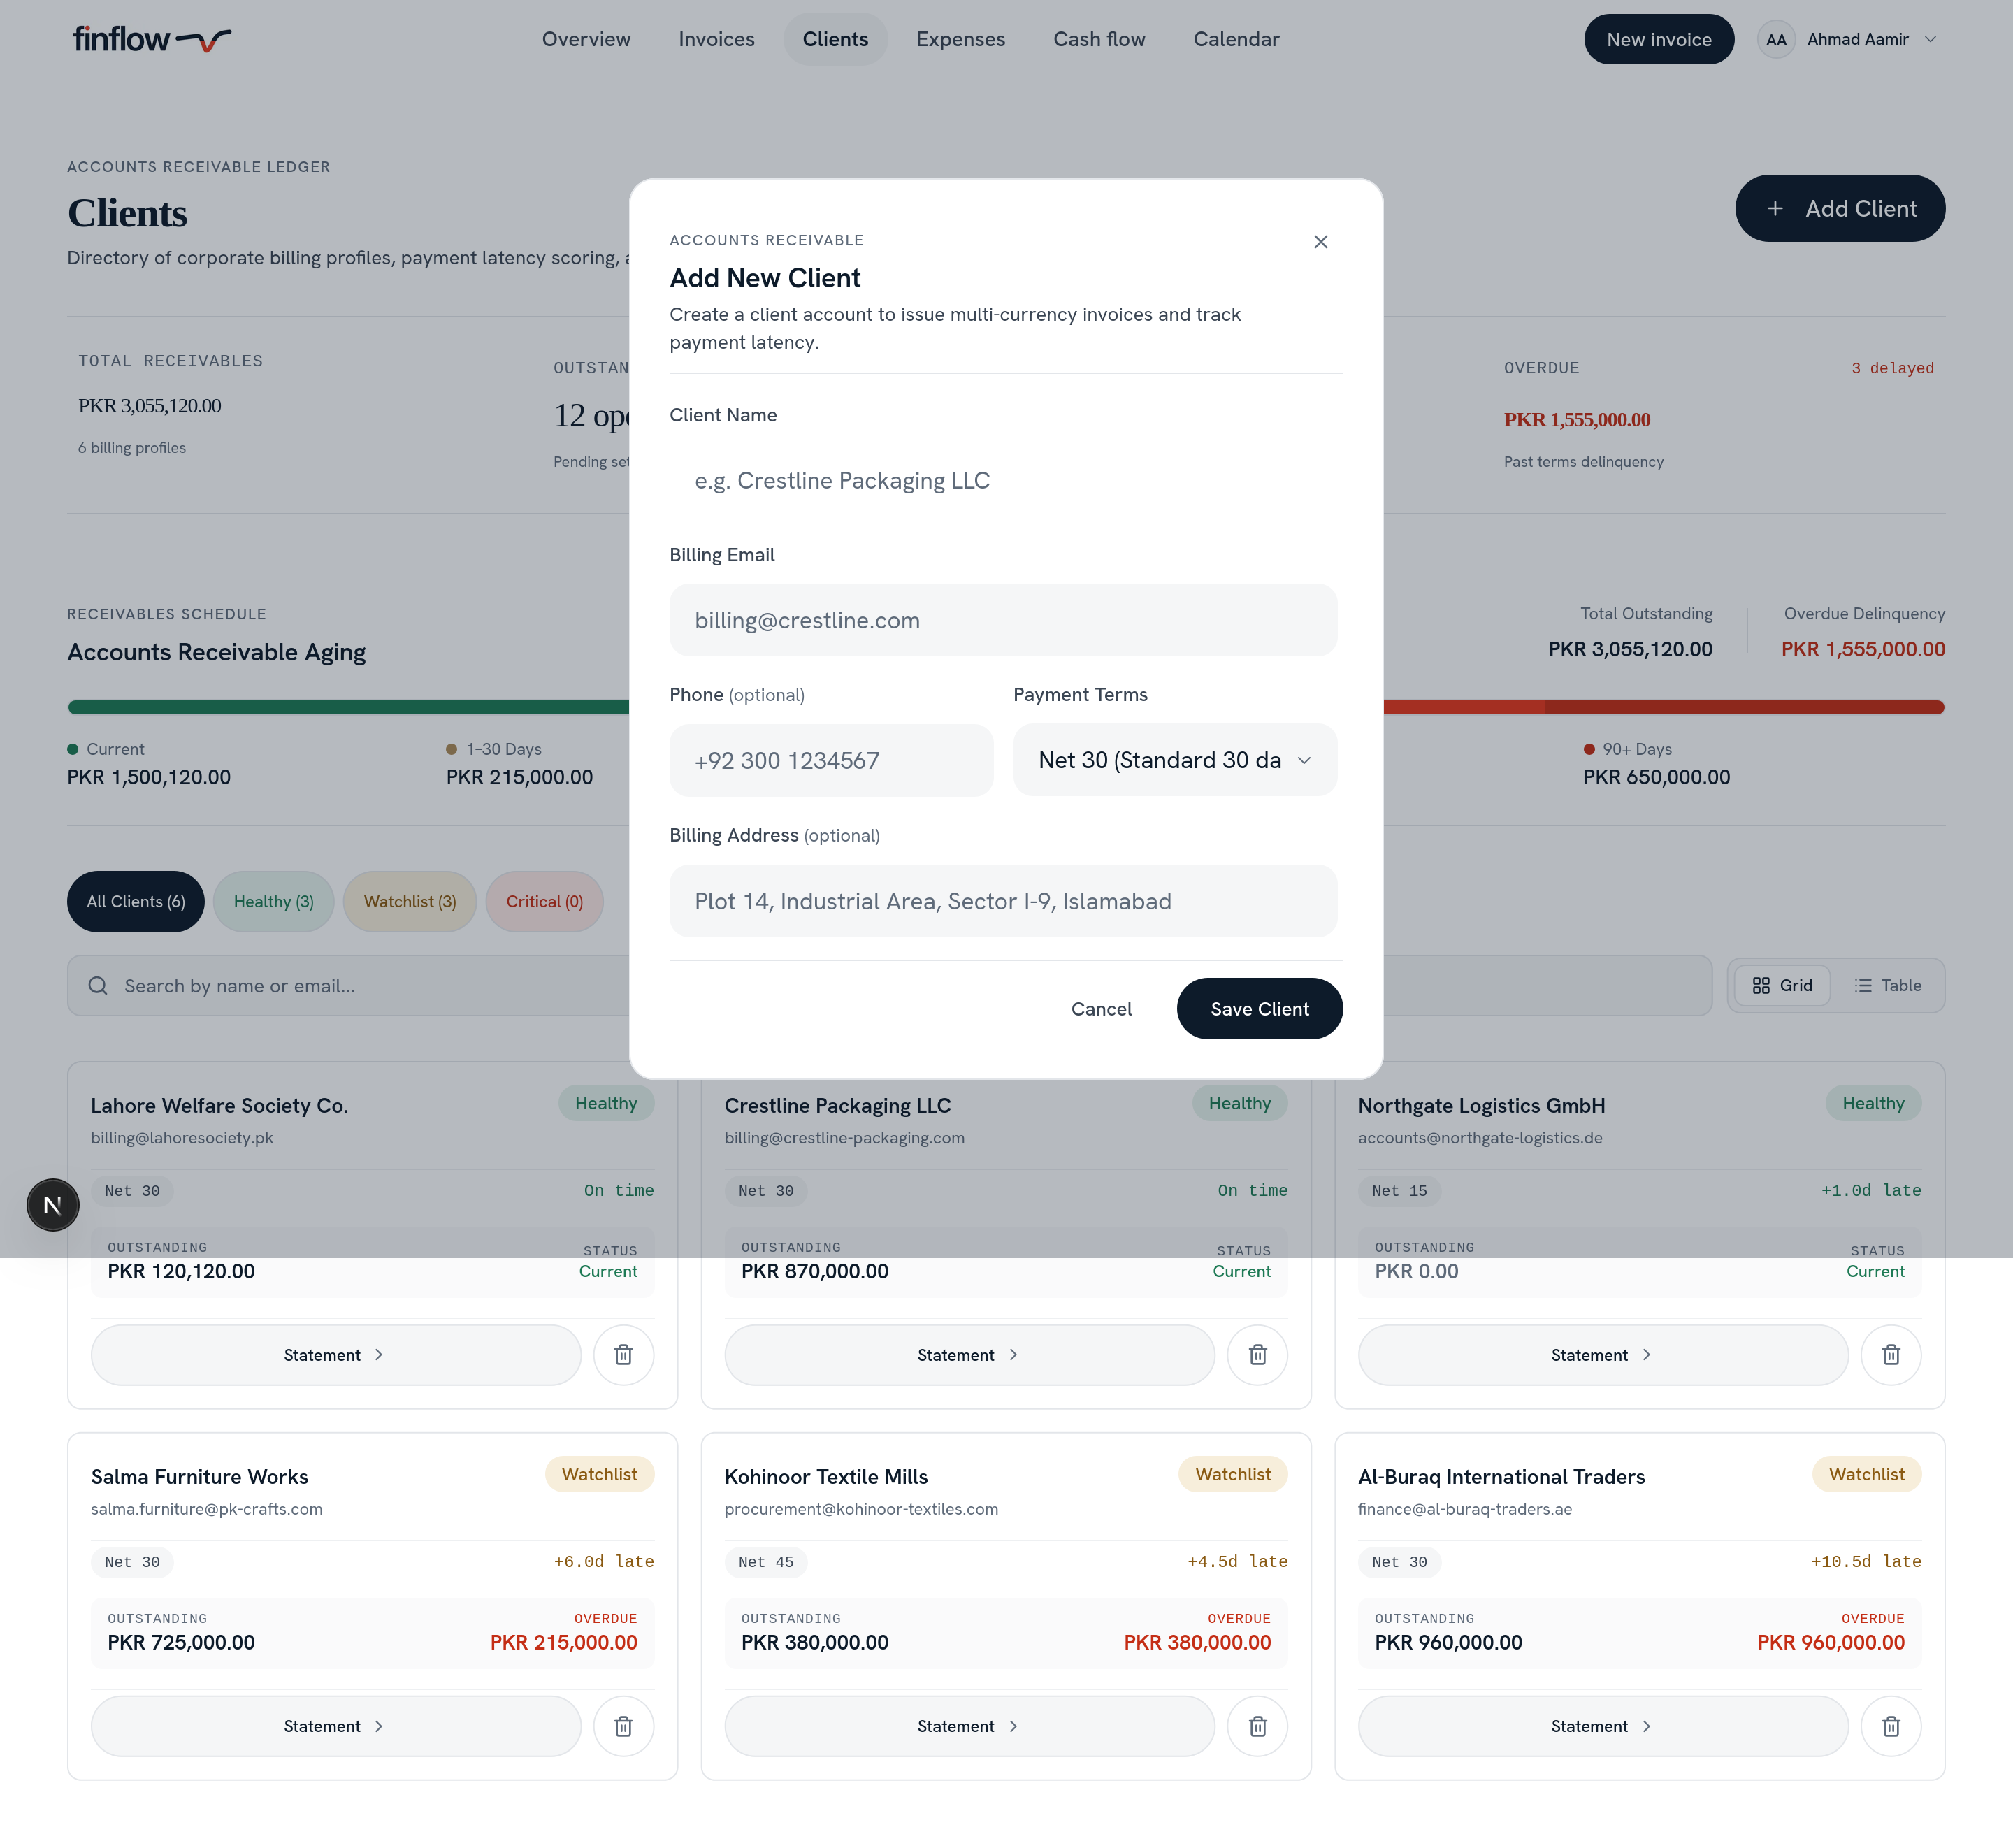 finflow
Overview
Invoices
Clients
Expenses
Cash flow
Calendar
New invoice
AA
Ahmad Aamir
ACCOUNTS RECEIVABLE LEDGER
Clients
Directory of corporate billing profiles, payment latency scoring,
Add Client
TOTAL RECEIVABLES
PKR 3,055,120.00
6 billing profiles
12
Pending
OVERDUE
3 delayed
PKR 1,555,000.00
Past terms delinquency
RECEIVABLES SCHEDULE
Accounts Receivable Aging
Total Outstanding
PKR 3,055,120.00
Overdue Delinquency
PKR 1,555,000.00
Current
PKR 1,500,120.00
1-30 Days
PKR 215,000.00
90+ Days
PKR 650,000.00
All Clients (6)
Healthy (3)
Watchlist (3)
Critical (0)
Search by name or email...
Grid
Table
ACCOUNTS RECEIVABLE
Add New Client
Create a client account to issue multi-currency invoices and track
payment latency.
Client Name
e.g. Crestline Packaging LLC
Billing Email
billing@crestline.com
Phone (optional)
+92 300 1234567
Payment Terms
Net 30 (Standard 30 da
Billing Address (optional)
Plot 14, Industrial Area, Sector I-9, Islamabad
Cancel
Save Client
Lahore Welfare Society Co.
Healthy
billing@lahoresociety.pk
Net 30
On time
OUTSTANDING
STATUS
PKR 120,120.00
Current
Statement
Crestline Packaging LLC
Healthy
billing@crestline-packaging.com
Net 30
On time
OUTSTANDING
STATUS
PKR 870,000.00
Current
Statement
Northgate Logistics GmbH
Healthy
accounts@northgate-logistics.de
Net 15
+1.0d late
OUTSTANDING
STATUS
PKR 0.00
Current
Statement
N
Salma Furniture Works
Watchlist
salma.furniture@pk-crafts.com
Net 30
+6.0d late
OUTSTANDING
OVERDUE
PKR 725,000.00
PKR 215,000.00
Statement
Kohinoor Textile Mills
Watchlist
procurement@kohinoor-textiles.com
Net 45
+4.5d late
OUTSTANDING
OVERDUE
PKR 380,000.00
PKR 380,000.00
Statement
Al-Buraq International Traders
Watchlist
finance@al-buraq-traders.ae
Net 30
+10.5d late
OUTSTANDING
OVERDUE
PKR 960,000.00
PKR 960,000.00
Statement